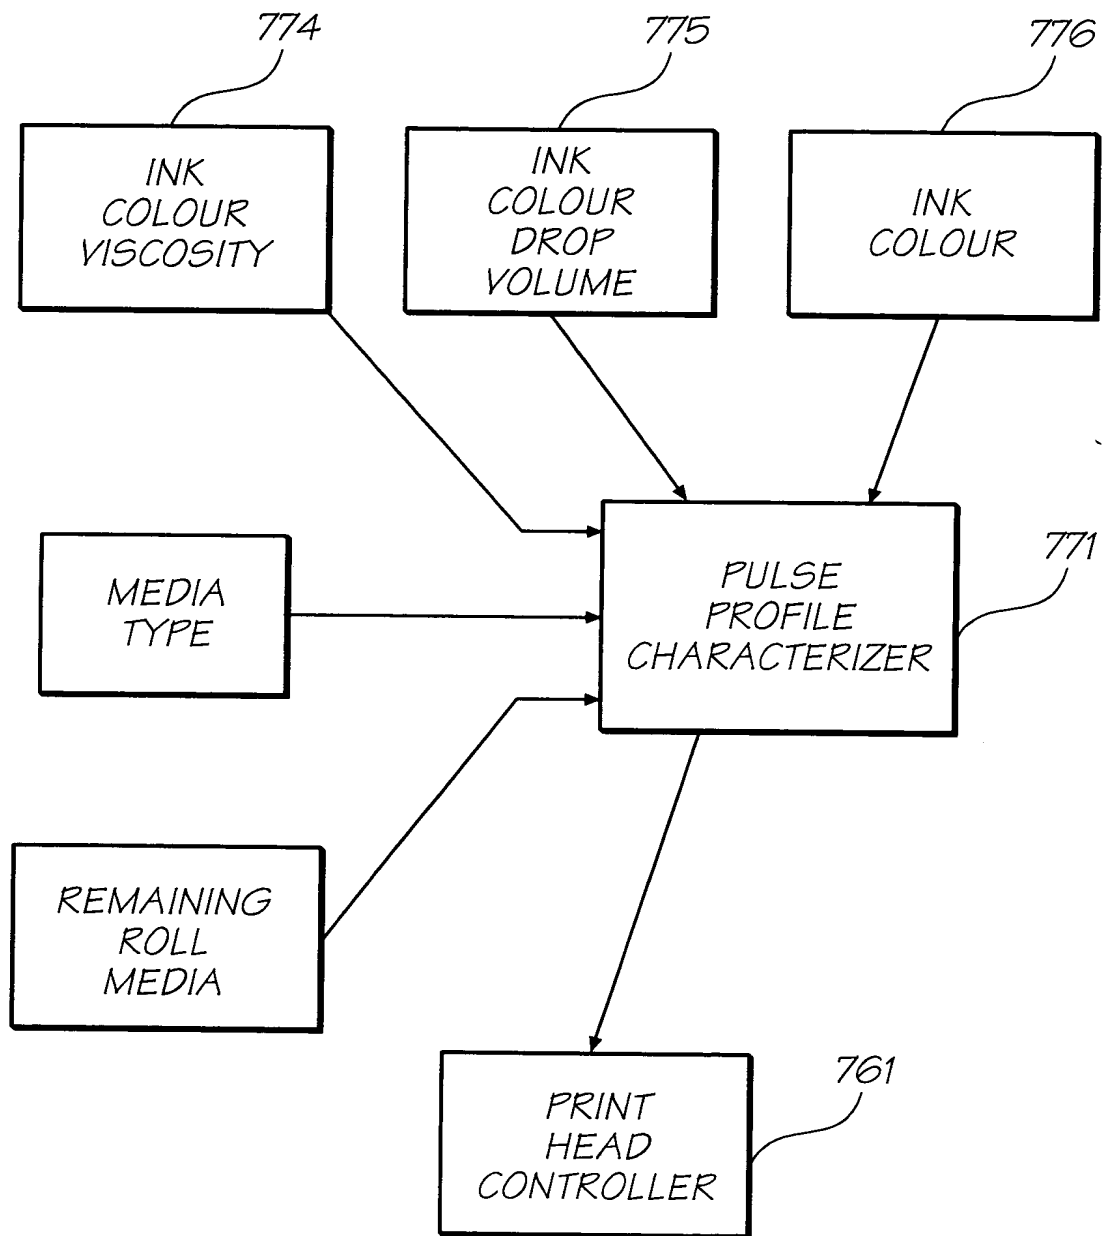 774
775
776
INK
COLOUR
VISCOSITY
INK
COLOUR
DROP
VOLUME
INK
COLOUR
771
MEDIA
TYPE
PULSE
PROFILE
CHARACTERIZER
REMAINING
ROLL
MEDIA
761
PRINT
HEAD
CONTROLLER